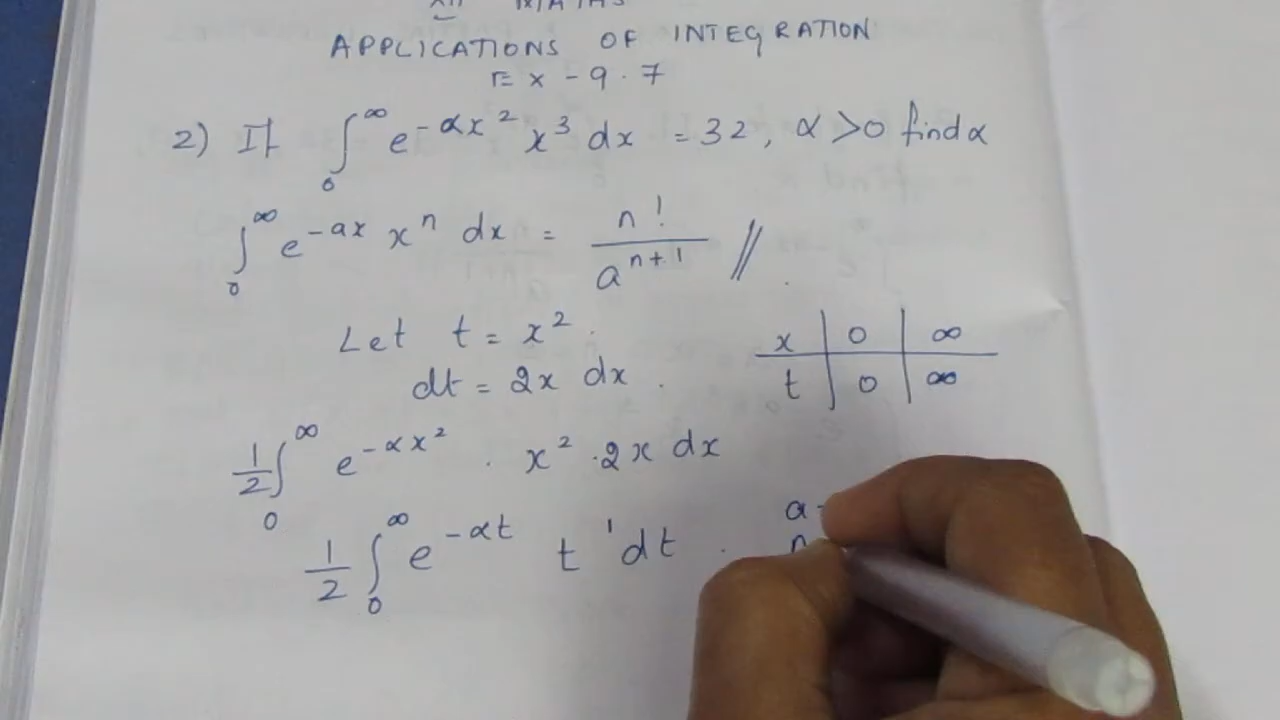 APPLICATIONS OF INTEGRATION
Ex - 9.7
2) If ∫₀^∞ e^{-αx²} x³ dx = 32, α > 0 find α
∫₀^∞ e^{-ax} xⁿ dx = n! / a^{n+1} //
Let t = x².
dt = 2x dx.
x | 0 | ∞
t | 0 | ∞
1/2 ∫₀^∞ e^{-αx²} . x² . 2x dx
1/2 ∫₀^∞ e^{-αt} t¹ dt.
a
n